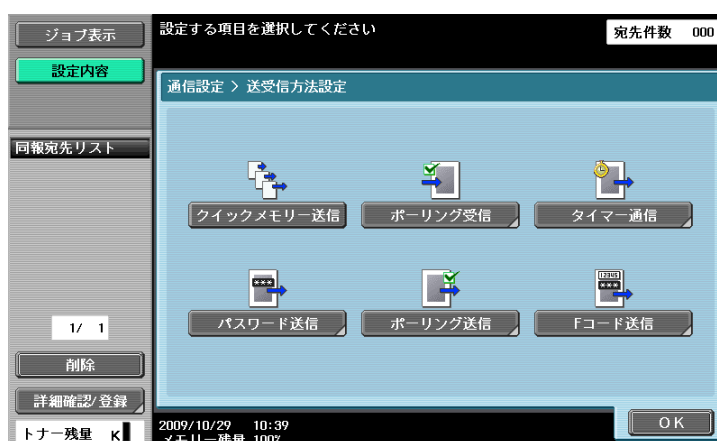 ジョブ表示
設定内容
設定する項目を選択してください
宛先件数 000
通信設定 > 送受信方法設定
同報宛先リスト
クイックメモリー送信
ポーリング受信
タイマー通信
パスワード送信
ポーリング送信
Fコード送信
1/ 1
削除
詳細確認/登録
トナー残量 K
2009/10/29 10:39
メモリー残量 100%
OK